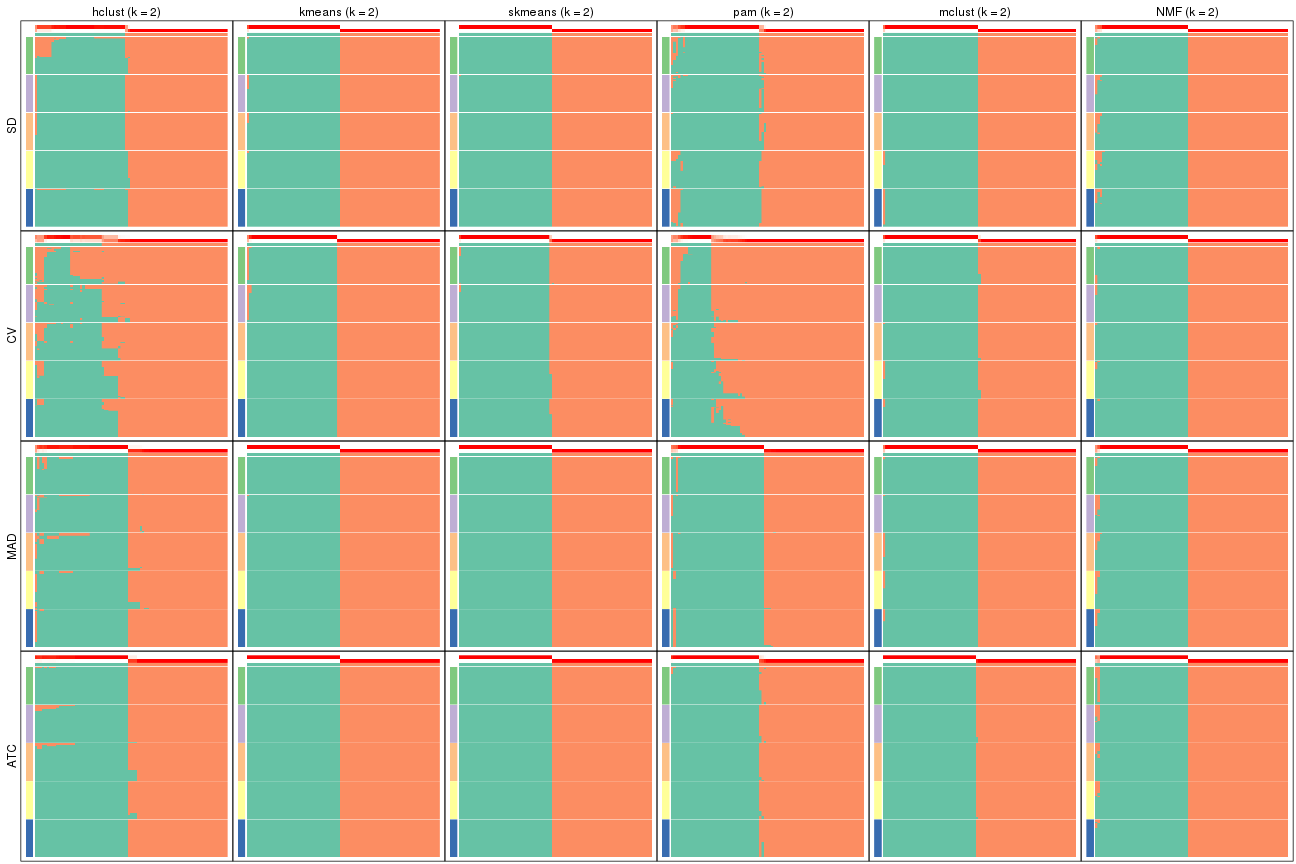 hclust (k = 2) kmeans (k = 2) skmeans (k = 2) pam (k = 2) mclust (k = 2) NMF (k = 2)
SD
CV
MAD
ATC